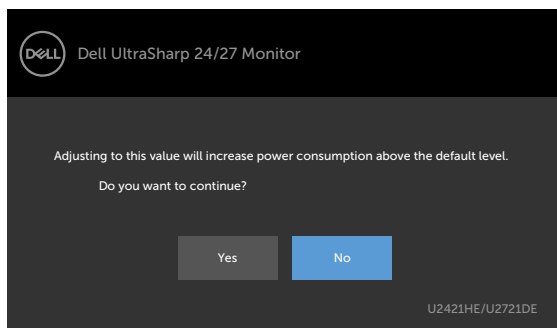 DELL
Dell UltraSharp 24/27 Monitor
Adjusting to this value will increase power consumption above the default level.
Do you want to continue?
Yes
No
U2421HE/U2721DE